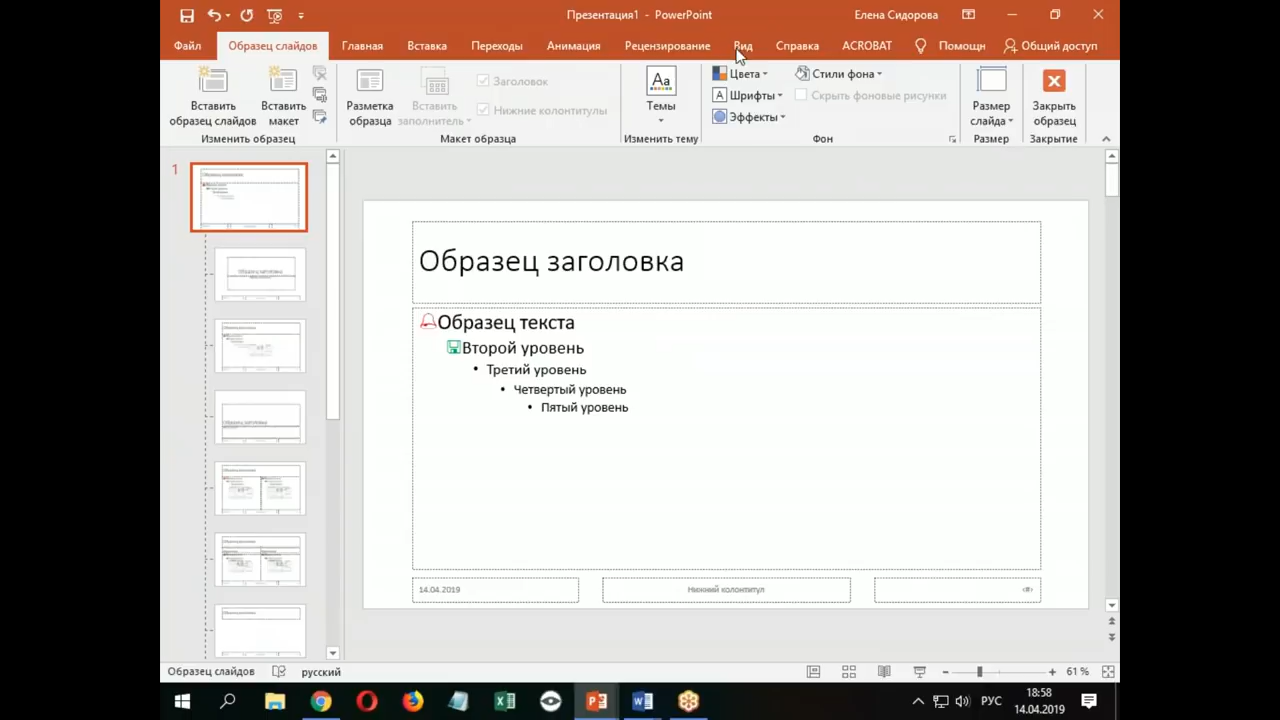 Презентация1 - PowerPoint
Елена Сидорова
Файл
Образец слайдов
Главная
Вставка
Переходы
Анимация
Рецензирование
Вид
Справка
ACROBAT
Помощн
Общий доступ
Вставить образец слайдов
Вставить макет
Изменить образец
Разметка образца
Вставить заполнитель
Заголовок
Нижние колонтитулы
Макет образца
Aa
Темы
Изменить тему
Цвета
Шрифты
Эффекты
Стили фона
Скрыть фоновые рисунки
Фон
Размер слайда
Размер
Закрыть образец
Закрытие
1
Образец заголовка
Образец текста
Второй уровень
• Третий уровень
• Четвертый уровень
• Пятый уровень
14.04.2019
Нижний колонтитул
‹#›
Образец слайдов
русский
61 %
РУС
18:58
14.04.2019